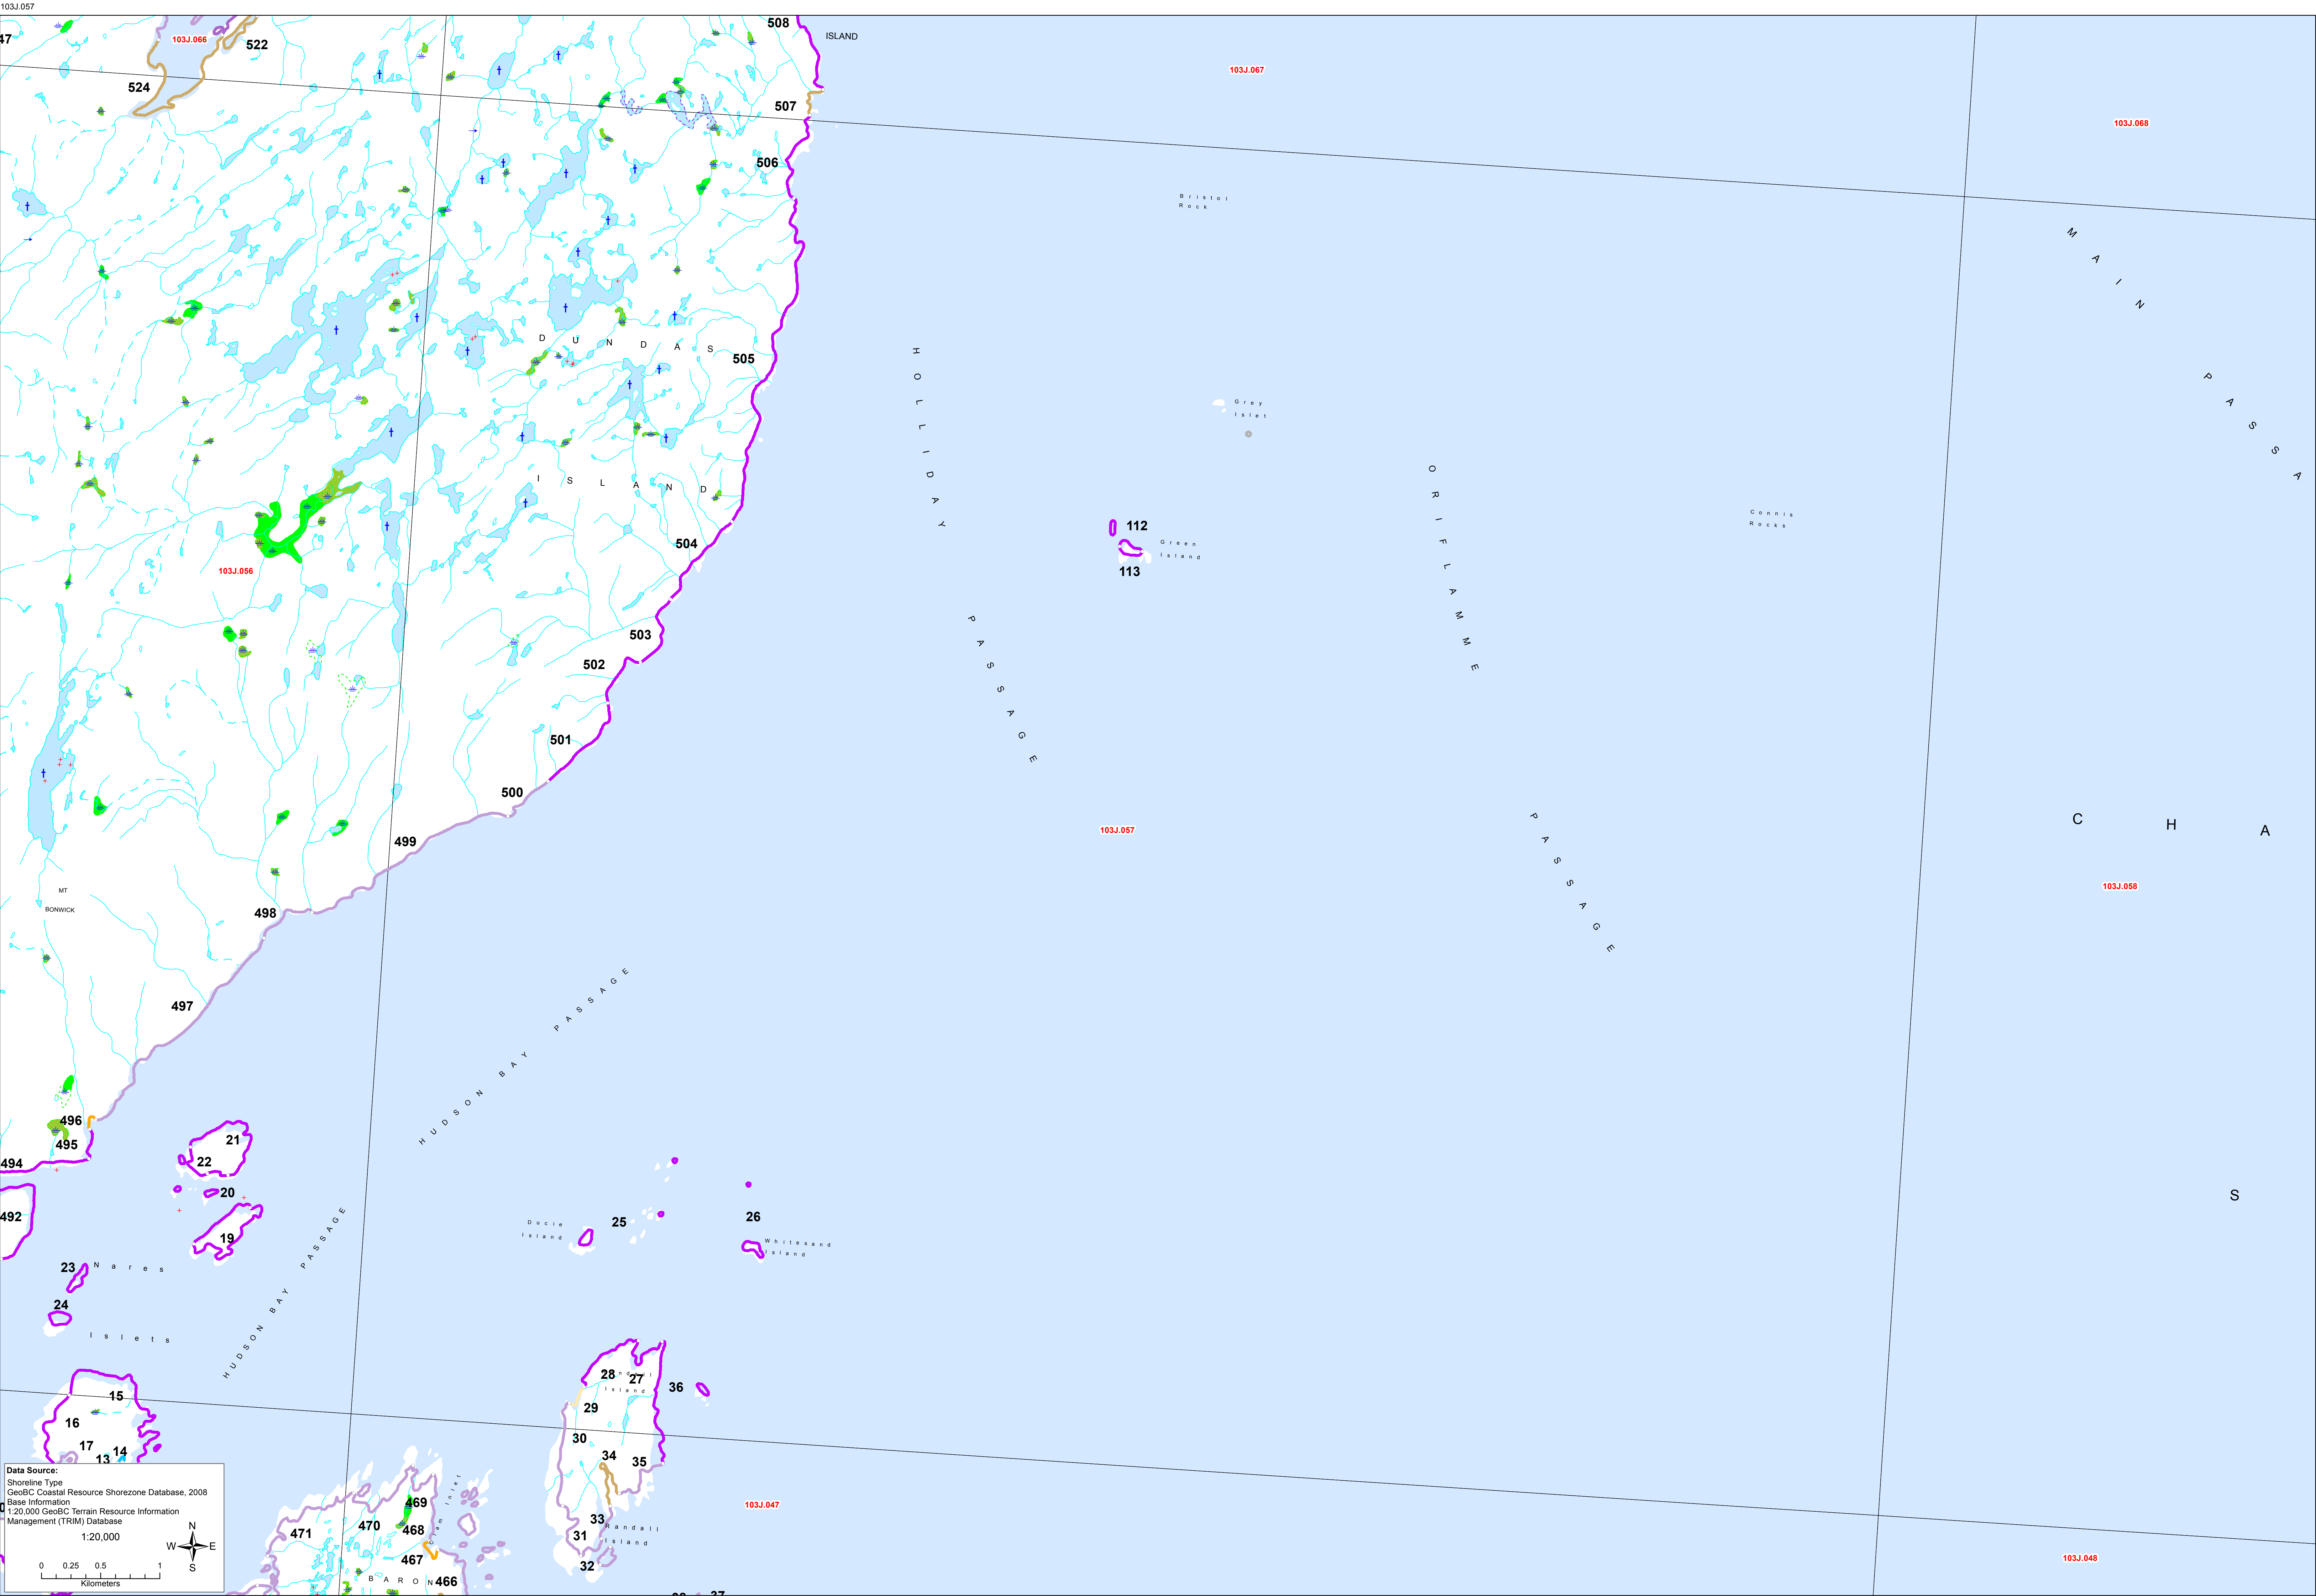 103J.057
508
ISLAND
47
103J.066
522
103J.067
524
507
103J.068
506
Bristol
Rock
MAIN PASSA
DUNDAS
505
HOLLIDAY PASSAGE
Grey
Islet
ORIFLAMME PASSAGE
ISLAND
Connis
Rocks
112
504
Green
Island
103J.056
113
503
502
501
500
103J.057
CHA
499
103J.058
MT
BONWICK
498
HUDSON BAY PASSAGE
497
496
495
21
494
22
20
S
492
19
Ducie
Island
25
26
Whitesand
Island
HUDSON BAY PASSAGE
23
Nares
24
Islets
28
27
Island
36
15
29
16
30
17
14
13
34
35
Data Source:
Shoreline Type
GeoBC Coastal Resource Shorezone Database, 2008
Base Information
1:20,000 GeoBC Terrain Resource Information
Management (TRIM) Database
1:20,000
N
W E
S
0 0.25 0.5 1
Kilometers
Inlet
469
103J.047
470
468
471
33
Randall
Island
31
467
32
103J.048
BARON
466
37